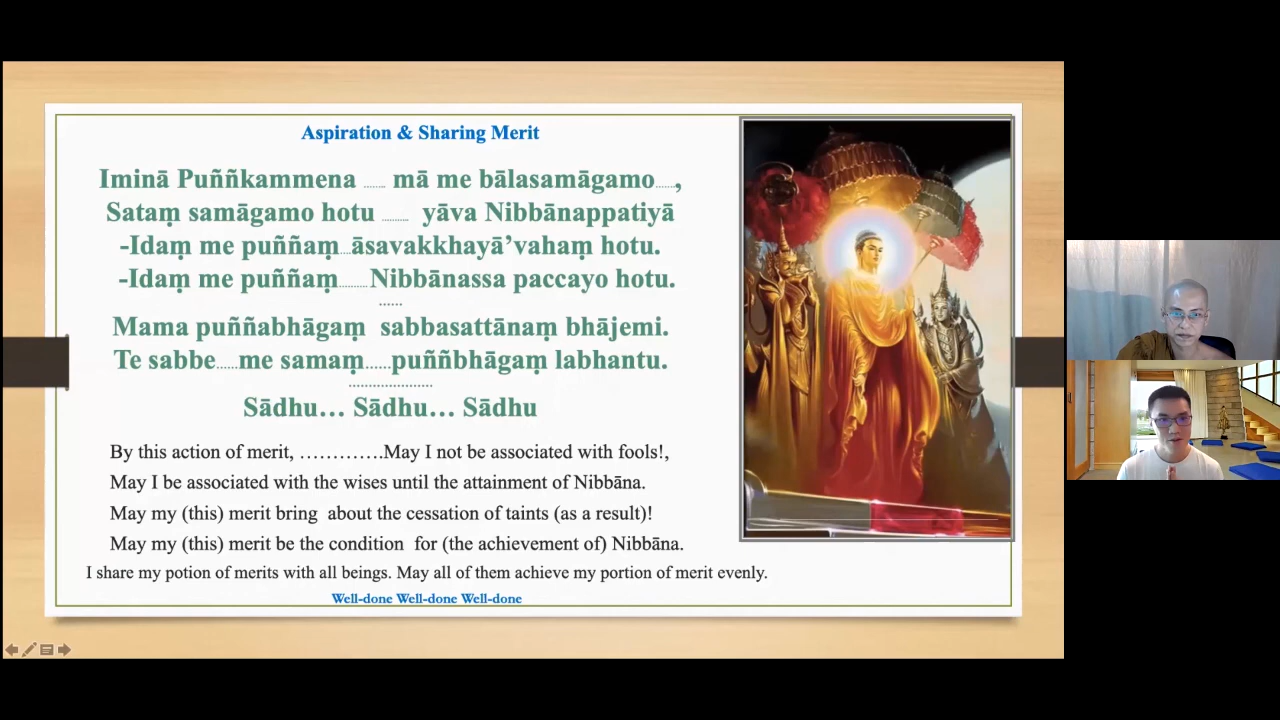 Aspiration & Sharing Merit
Iminā Puññkammena ........ mā me bālasamāgamo.......,
Sataṃ samāgamo hotu ........... yāva Nibbānappatiyā
-Idaṃ me puññaṃ....āsavakkhayā’vahaṃ hotu.
-Idaṃ me puññaṃ.......... Nibbānassa paccayo hotu.
......
Mama puññabhāgaṃ sabbasattānaṃ bhājemi.
Te sabbe......me samaṃ.......puññbhāgaṃ labhantu.
.....................
Sādhu… Sādhu… Sādhu
By this action of merit, ………….May I not be associated with fools!,
May I be associated with the wises until the attainment of Nibbāna.
May my (this) merit bring about the cessation of taints (as a result)!
May my (this) merit be the condition for (the achievement of) Nibbāna.
I share my potion of merits with all beings. May all of them achieve my portion of merit evenly.
Well-done Well-done Well-done